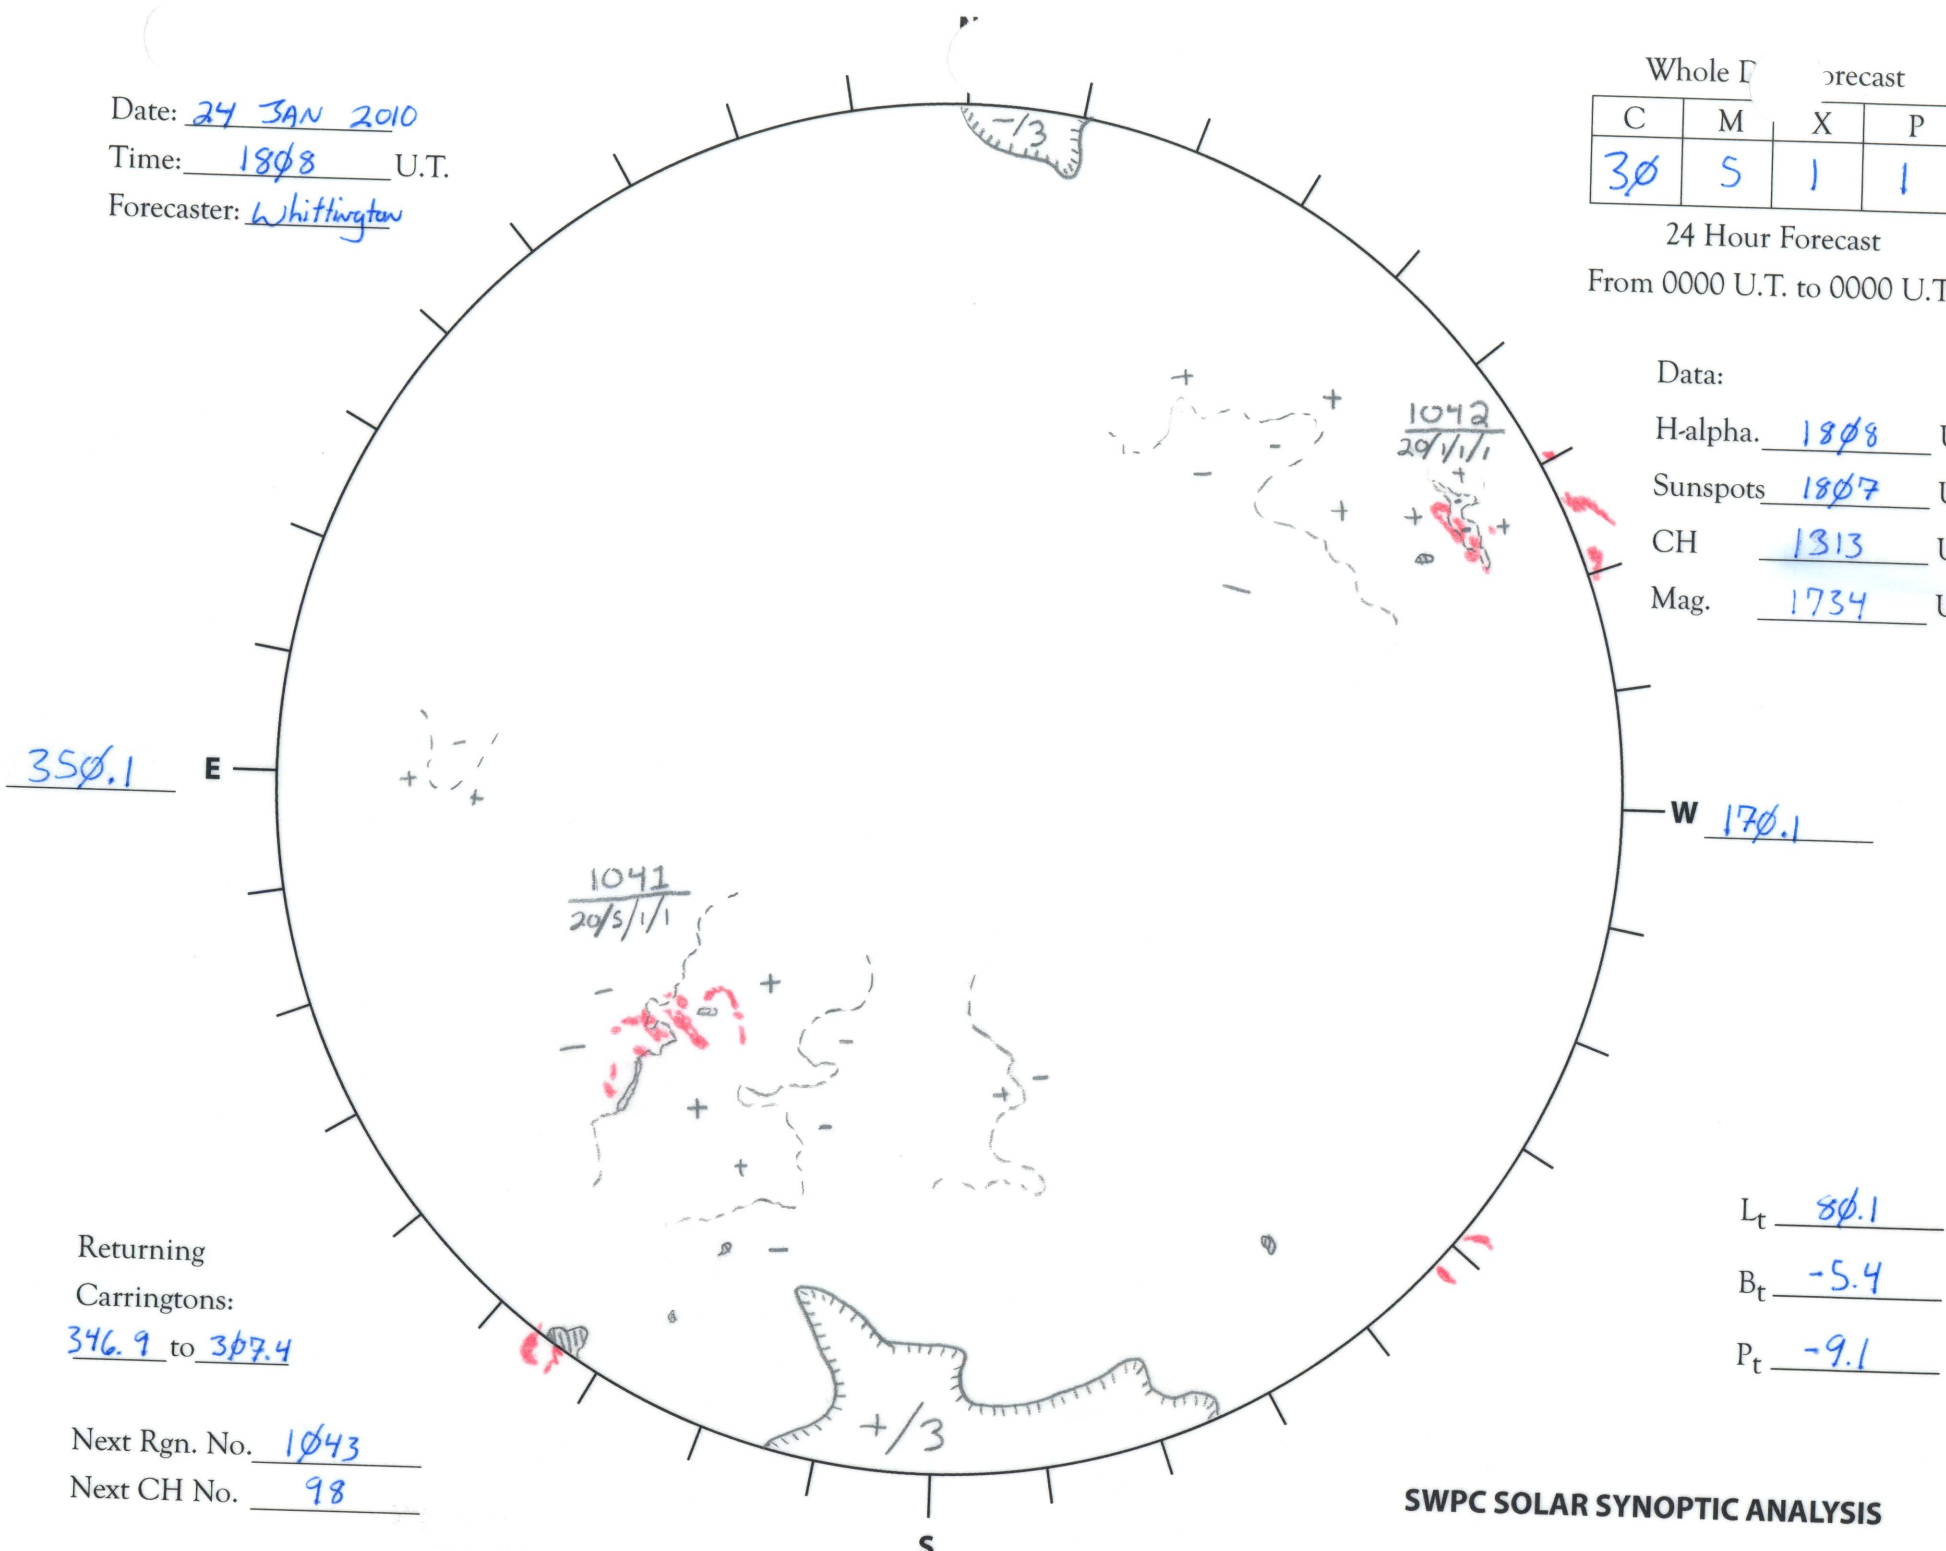 N
Date: 24 JAN 2010
Time: 18Ø8 U.T.
Forecaster: Whittington
Whole D orecast
C M X P
3Ø 5 1 1
24 Hour Forecast
From 0000 U.T. to 0000 U.T
Data:
H-alpha. 18Ø8 U
Sunspots 18Ø7 U
CH 1313 U
Mag. 1734 U
-/3
1042
20/1/1/1
35Ø.1 E
W 17Ø.1
1041
20/5/1/1
+/3
Returning
Carringtons:
346.9 to 3Ø7.4
Next Rgn. No. 1Ø43
Next CH No. 98
Lt 8Ø.1
Bt -5.4
Pt -9.1
S
SWPC SOLAR SYNOPTIC ANALYSIS